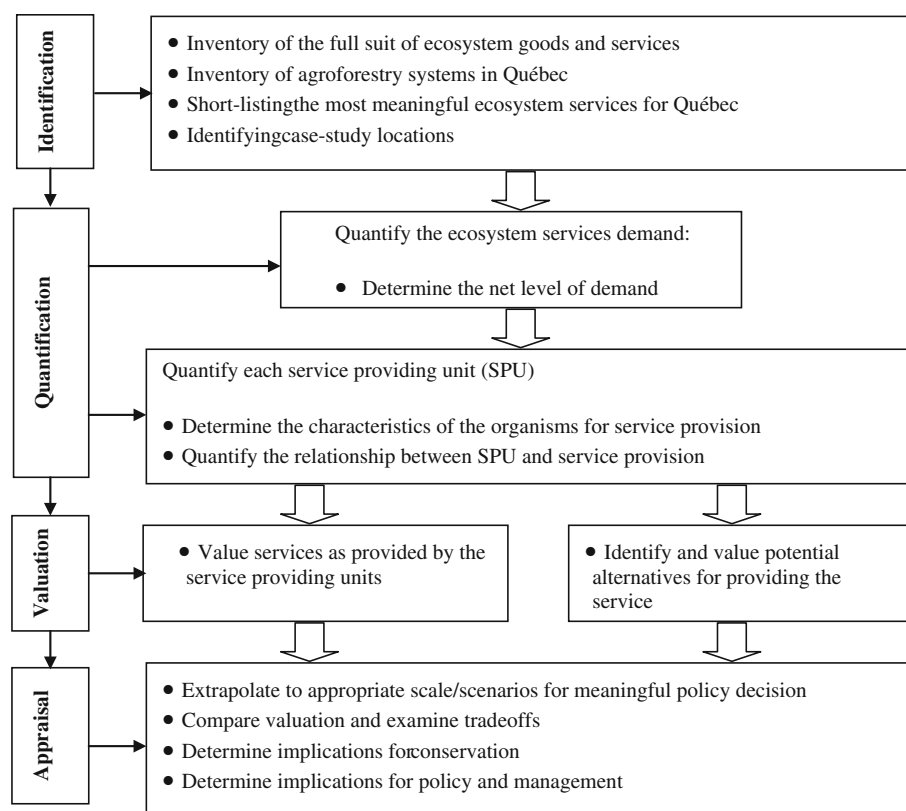 Identification
● Inventory of the full suit of ecosystem goods and services
● Inventory of agroforestry systems in Québec
● Short-listingthe most meaningful ecosystem services for Québec
● Identifyingcase-study locations
Quantification
Quantify the ecosystem services demand:
● Determine the net level of demand
Quantify each service providing unit (SPU)
● Determine the characteristics of the organisms for service provision
● Quantify the relationship between SPU and service provision
Valuation
● Value services as provided by the
service providing units
● Identify and value potential
alternatives for providing the
service
Appraisal
● Extrapolate to appropriate scale/scenarios for meaningful policy decision
● Compare valuation and examine tradeoffs
● Determine implications forconservation
● Determine implications for policy and management